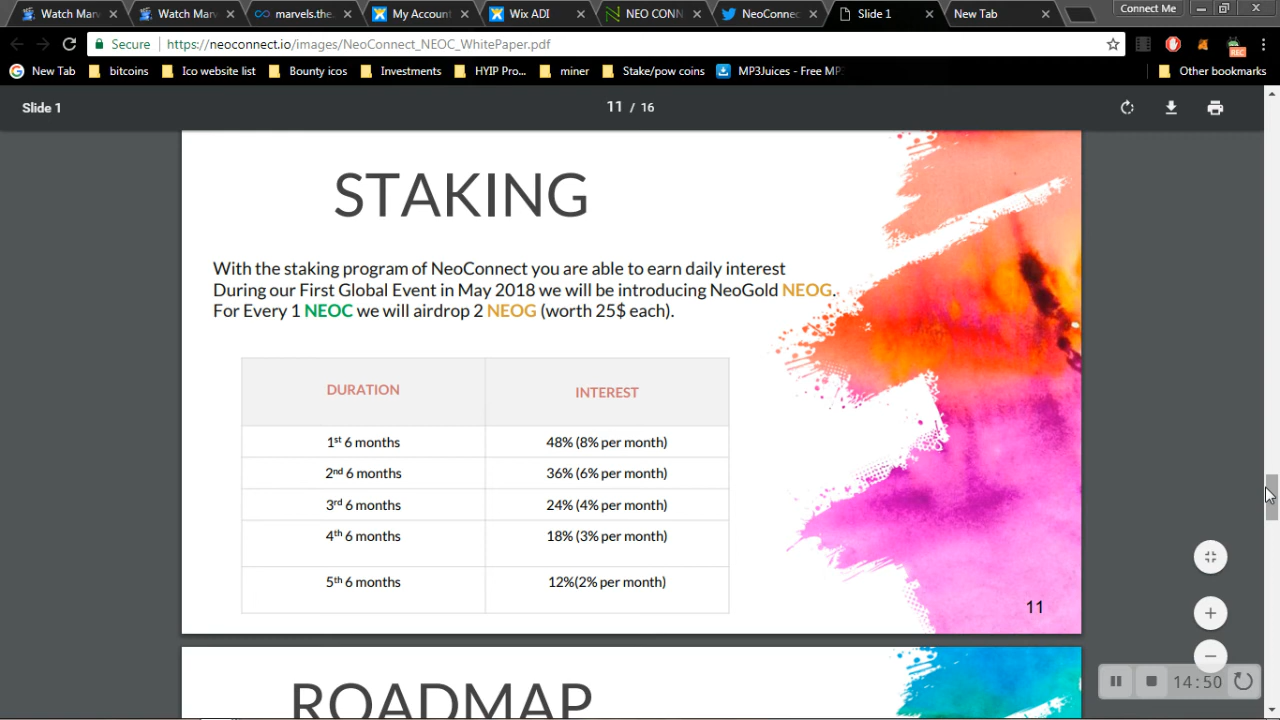 Watch Mar
Watch Mar
marvels.the
My Accoun
Wix ADI
NEO CONN
NeoConnec
Slide 1
New Tab
Connect Me
Secure
https://neoconnect.io/images/NeoConnect_NEOC_WhitePaper.pdf
REC
New Tab
bitcoins
Ico website list
Bounty icos
Investments
HYIP Pro...
miner
Stake/pow coins
MP3Juices - Free MP
Other bookmarks
Slide 1
11 / 16
STAKING
With the staking program of NeoConnect you are able to earn daily interest
During our First Global Event in May 2018 we will be introducing NeoGold NEOG.
For Every 1 NEOC we will airdrop 2 NEOG (worth 25$ each).
DURATION INTEREST
1st 6 months 48% (8% per month)
2nd 6 months 36% (6% per month)
3rd 6 months 24% (4% per month)
4th 6 months 18% (3% per month)
5th 6 months 12%(2% per month)
11
ROADMAP
14:50